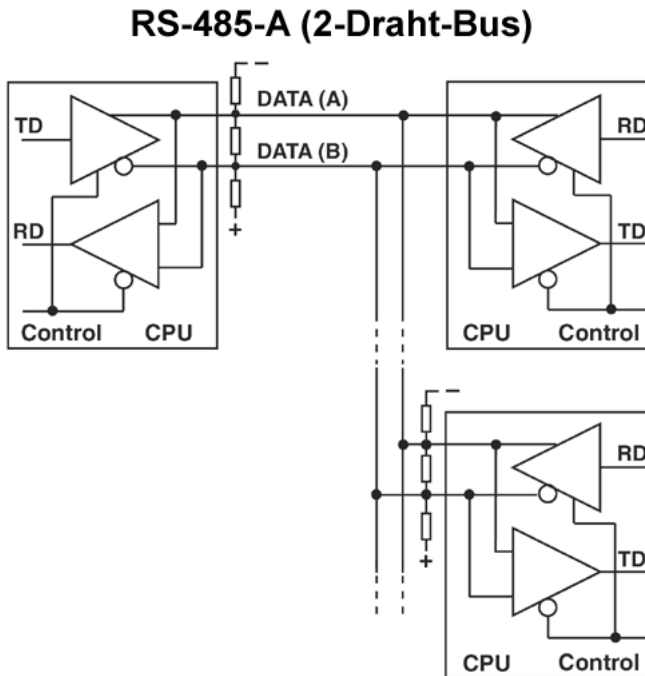 RS-485-A (2-Draht-Bus)
TD
DATA (A)
RD
DATA (B)
RD
TD
+
Control CPU
CPU Control
RD
TD
+
CPU Control